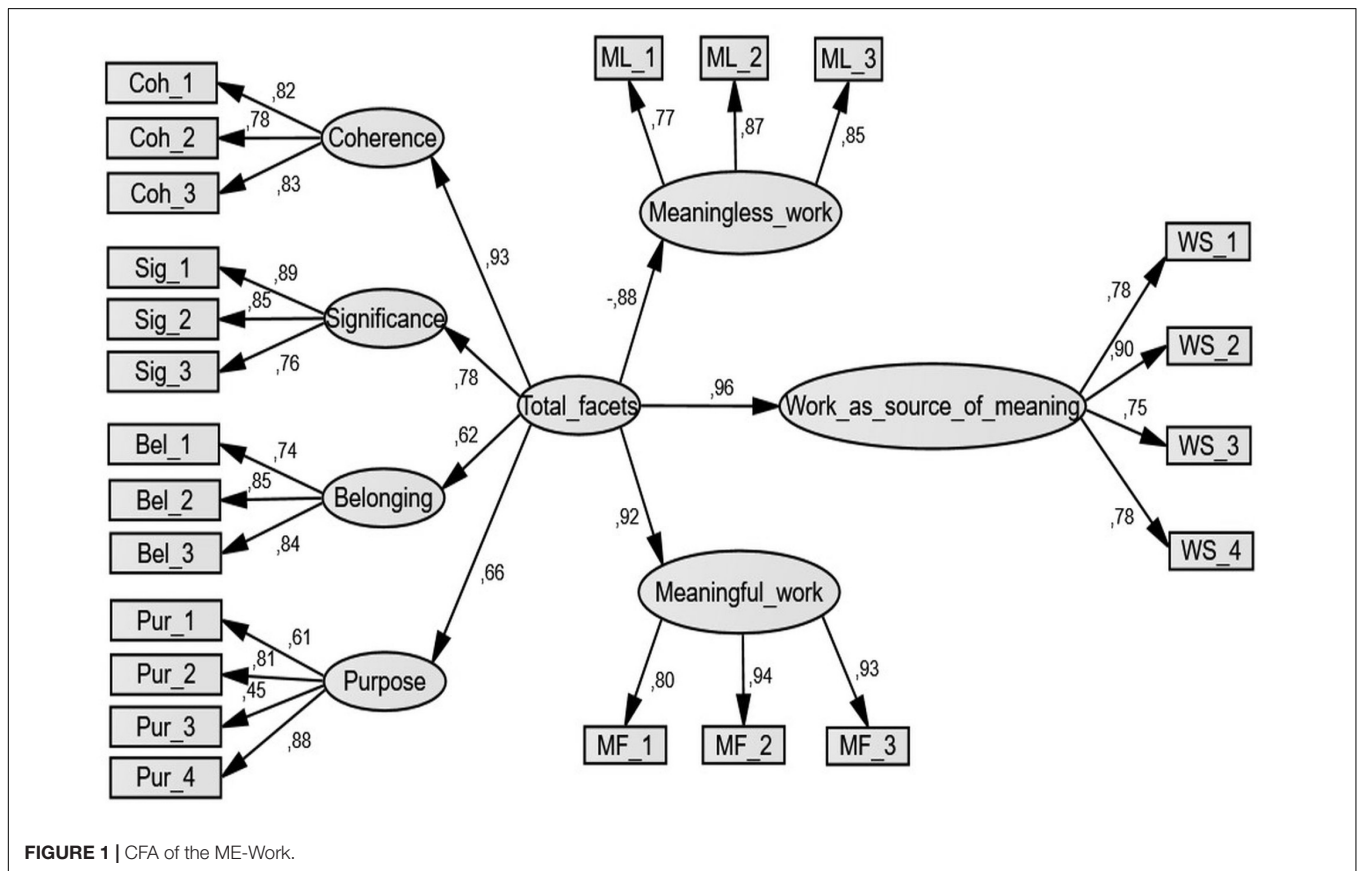 Coh_1
,82
Coh_2
,78
Coh_3
,83
Coherence
,93
Sig_1
,89
Sig_2
,85
Sig_3
,76
Significance
,78
Bel_1
,74
Bel_2
,85
Bel_3
,84
Belonging
,62
Pur_1
,61
Pur_2
,81
Pur_3
,45
Pur_4
,88
Purpose
,66
Total_facets
ML_1
ML_2
ML_3
,77
,87
,85
Meaningless_work
-,88
,96
Work_as_source_of_meaning
WS_1
,78
WS_2
,90
WS_3
,75
WS_4
,78
,92
Meaningful_work
,80
,94
,93
MF_1
MF_2
MF_3
FIGURE 1 | CFA of the ME-Work.